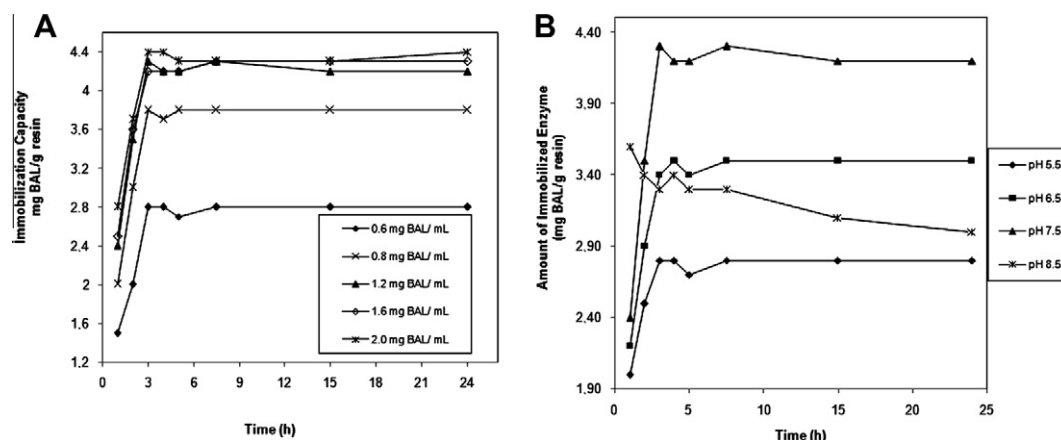 A
Immobilization Capacity
mg BAL/g resin
4.4
4
3.6
3.2
2.8
2.4
2
1.6
1.2
0 3 6 9 12 15 18 21 24
Time (h)
0.6 mg BAL/ mL
0.8 mg BAL/ mL
1.2 mg BAL/ mL
1.6 mg BAL/ mL
2.0 mg BAL/ mL
B
Amount of Immobilized Enzyme
(mg BAL/g resin)
4.40
3.90
3.40
2.90
2.40
1.90
0 5 10 15 20 25
Time (h)
pH 5.5
pH 6.5
pH 7.5
pH 8.5